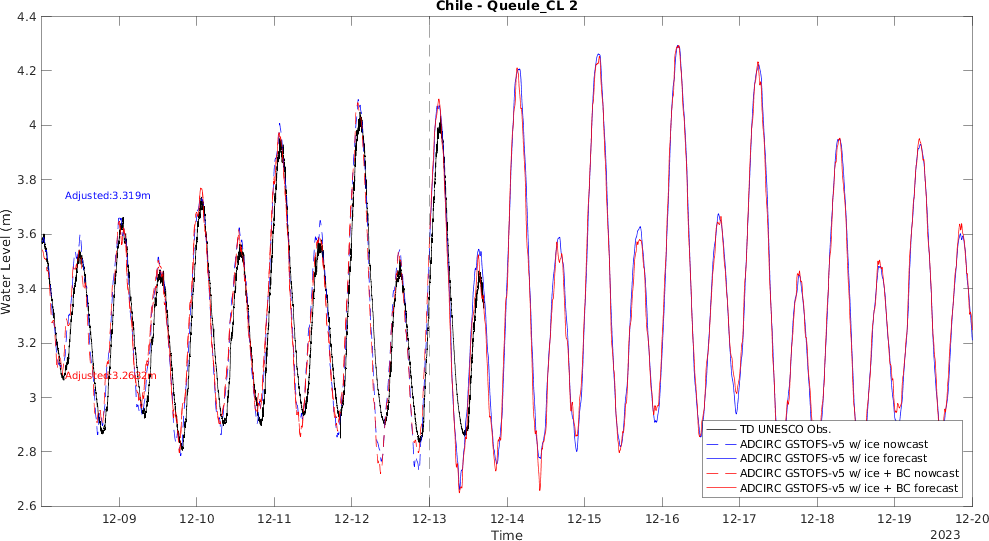 Chile - Queule_CL 2
4.4
4.2
4
3.8
3.6
3.4
3.2
3
2.8
2.6
Water Level (m)
Adjusted:3.319m
Adjusted:3.2632m
TD UNESCO Obs.
ADCIRC GSTOFS-v5 w/ ice nowcast
ADCIRC GSTOFS-v5 w/ ice forecast
ADCIRC GSTOFS-v5 w/ ice + BC nowcast
ADCIRC GSTOFS-v5 w/ ice + BC forecast
12-09 12-10 12-11 12-12 12-13 12-14 12-15 12-16 12-17 12-18 12-19 12-20
Time
2023